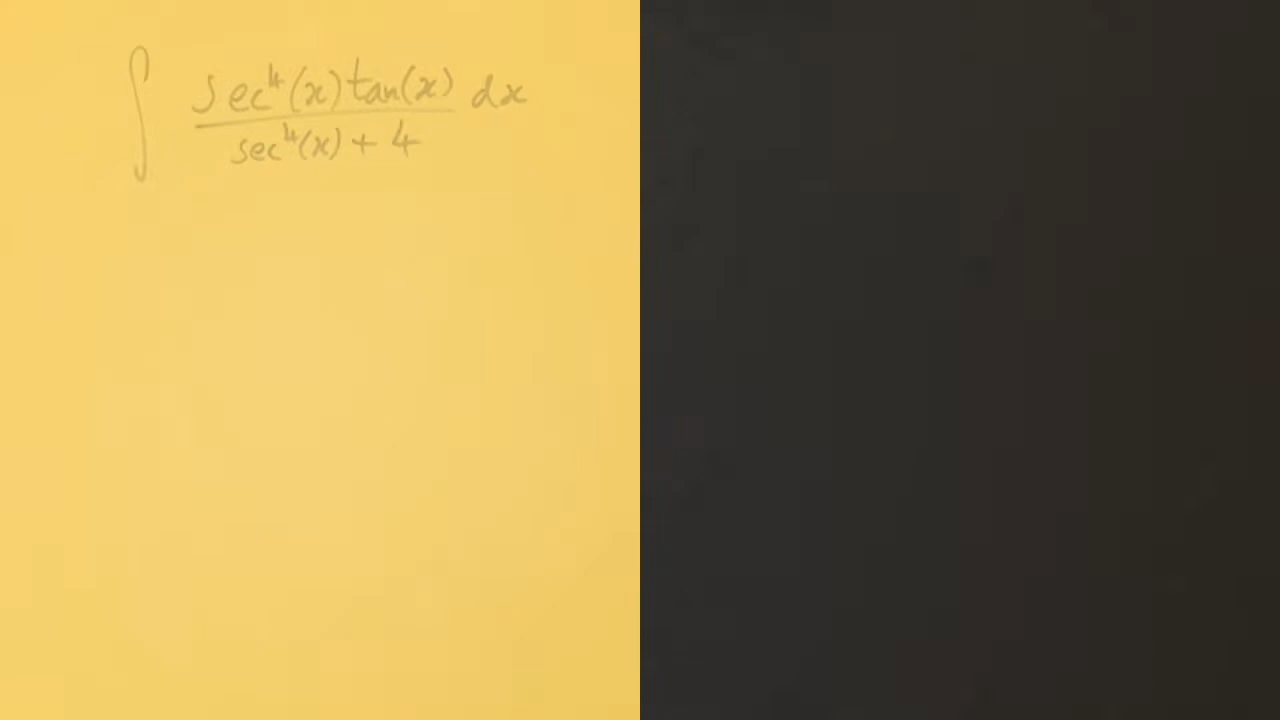 ∫ sec⁴(x) tan(x) / sec⁴(x) + 4 dx